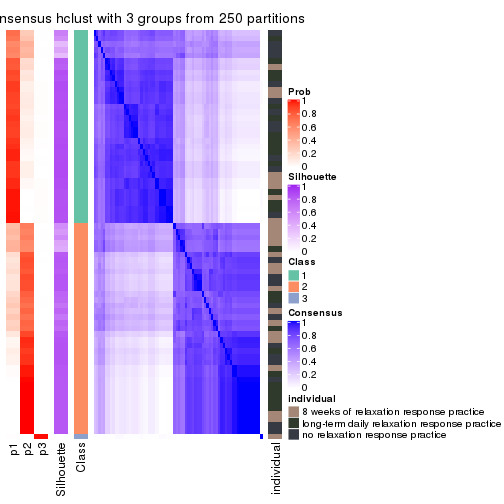 nsensus hclust with 3 groups from 250 partitions
Prob
1
0.8
0.6
0.4
0.2
0
Silhouette
1
0.8
0.6
0.4
0.2
0
Class
1
2
3
Consensus
1
0.8
0.6
0.4
0.2
0
individual
8 weeks of relaxation response practice
long-term daily relaxation response practice
no relaxation response practice
p1
p2
p3
Silhouette
Class
individual